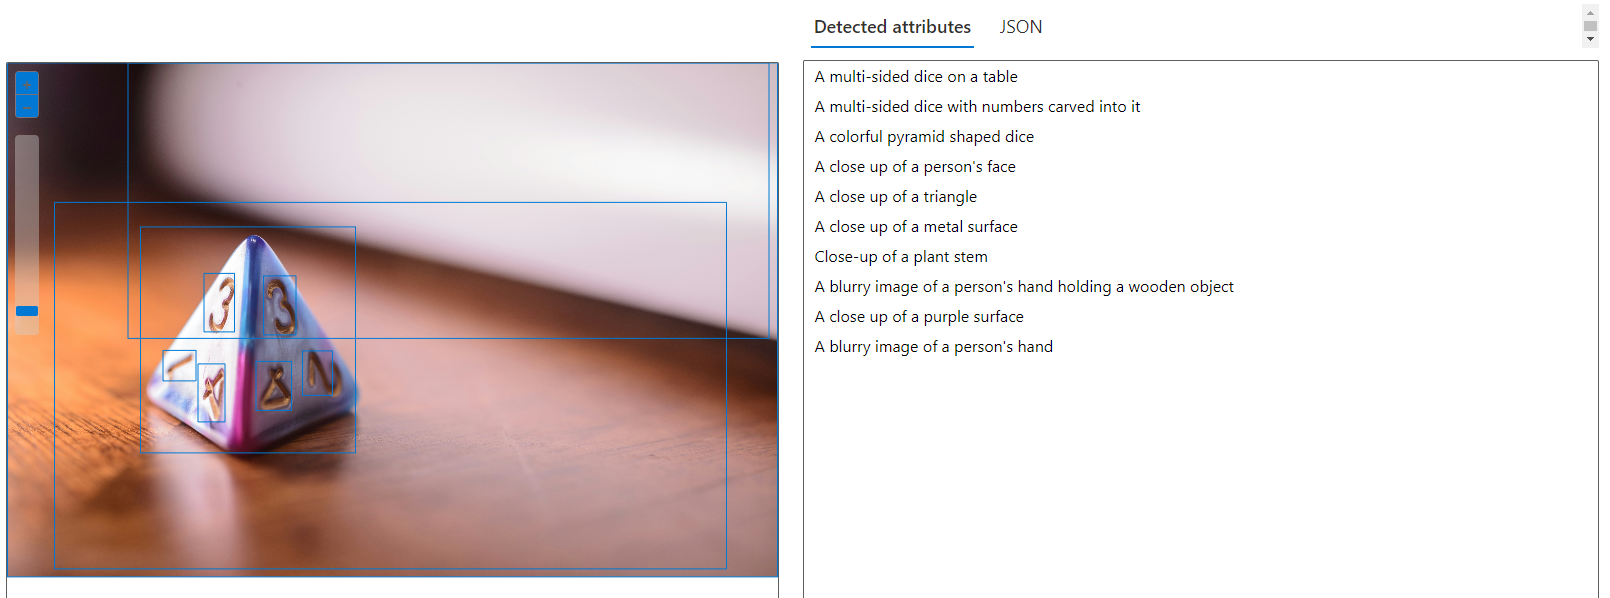 Detected attributes JSON
+
−
A multi-sided dice on a table
A multi-sided dice with numbers carved into it
A colorful pyramid shaped dice
A close up of a person's face
A close up of a triangle
A close up of a metal surface
Close-up of a plant stem
A blurry image of a person's hand holding a wooden object
A close up of a purple surface
A blurry image of a person's hand
3 3
4